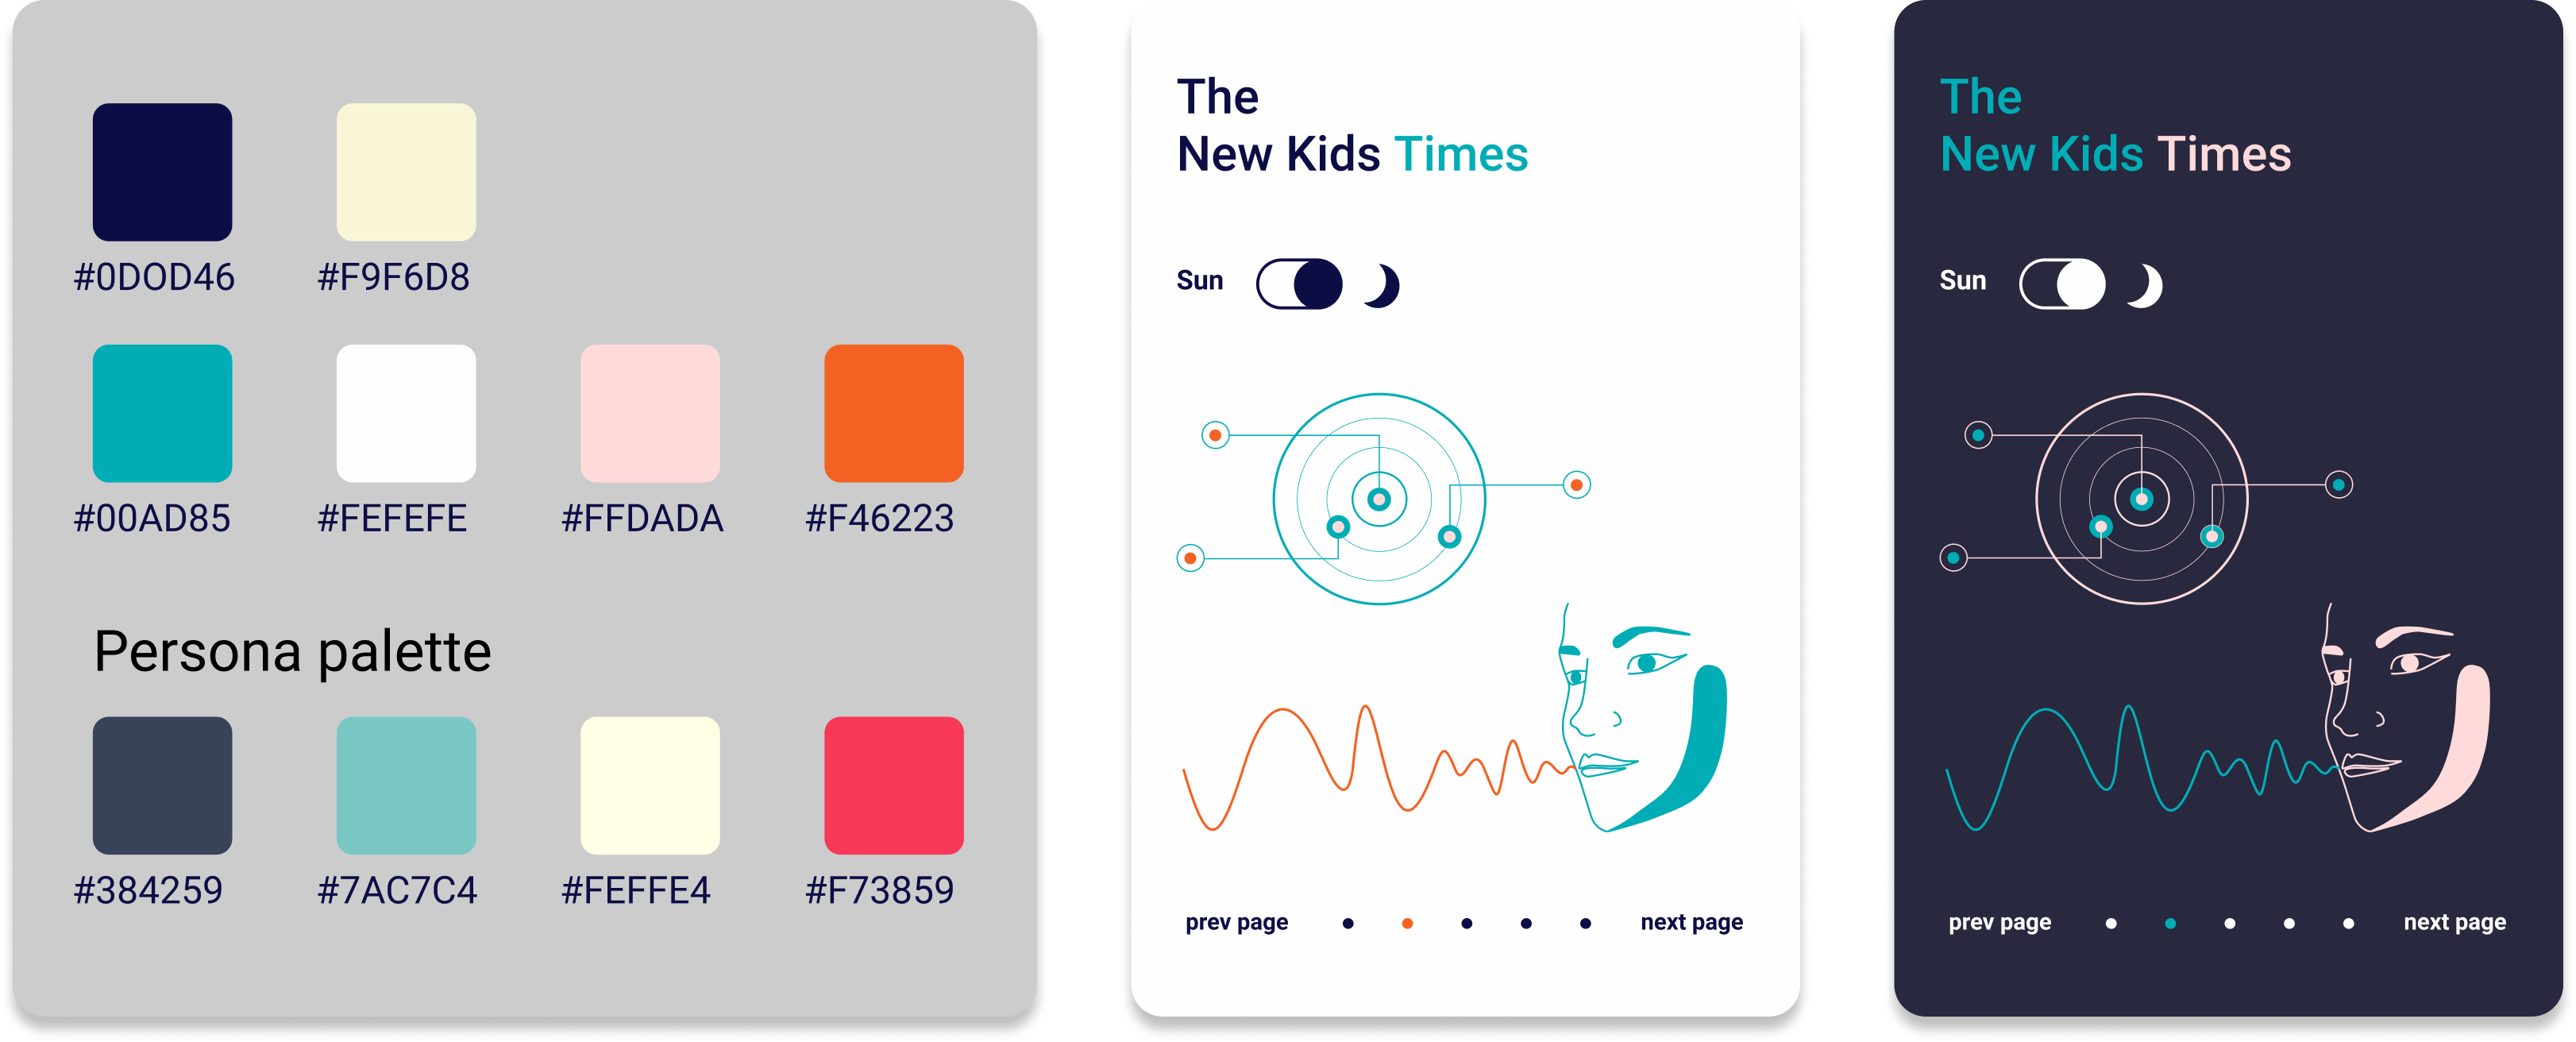 #0DOD46 #F9F6D8
#00AD85 #FEFEFE #FFDADA #F46223
Persona palette
#384259 #7AC7C4 #FEFFE4 #F73859
The
New Kids Times
Sun
prev page next page
The
New Kids Times
Sun
prev page next page